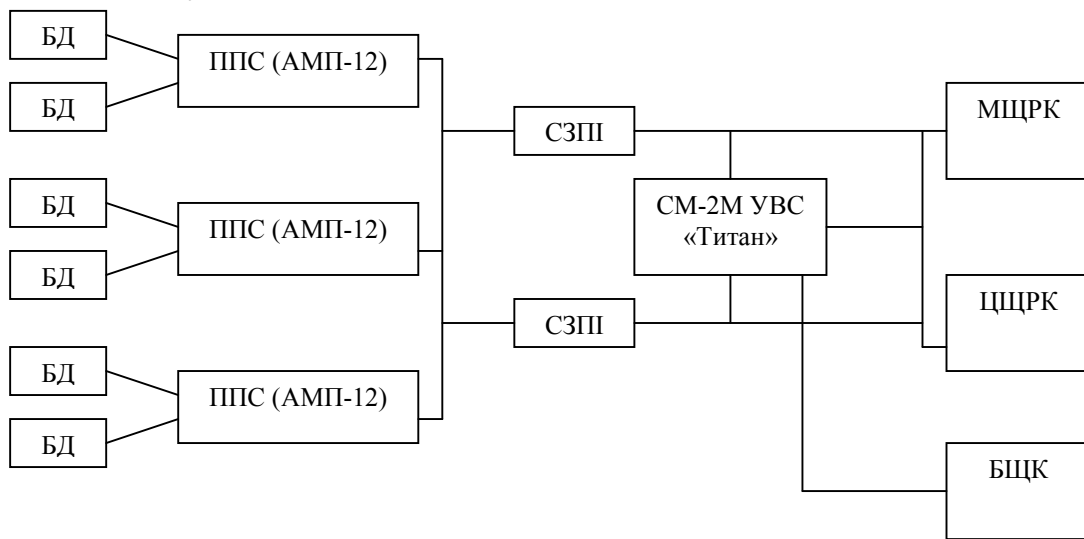 БД
ППС (АМП-12)
БД
СЗПІ
МЩРК
БД
ППС (АМП-12)
БД
СМ-2М УВС
«Титан»
СЗПІ
ЦЩРК
БД
ППС (АМП-12)
БД
БЩК